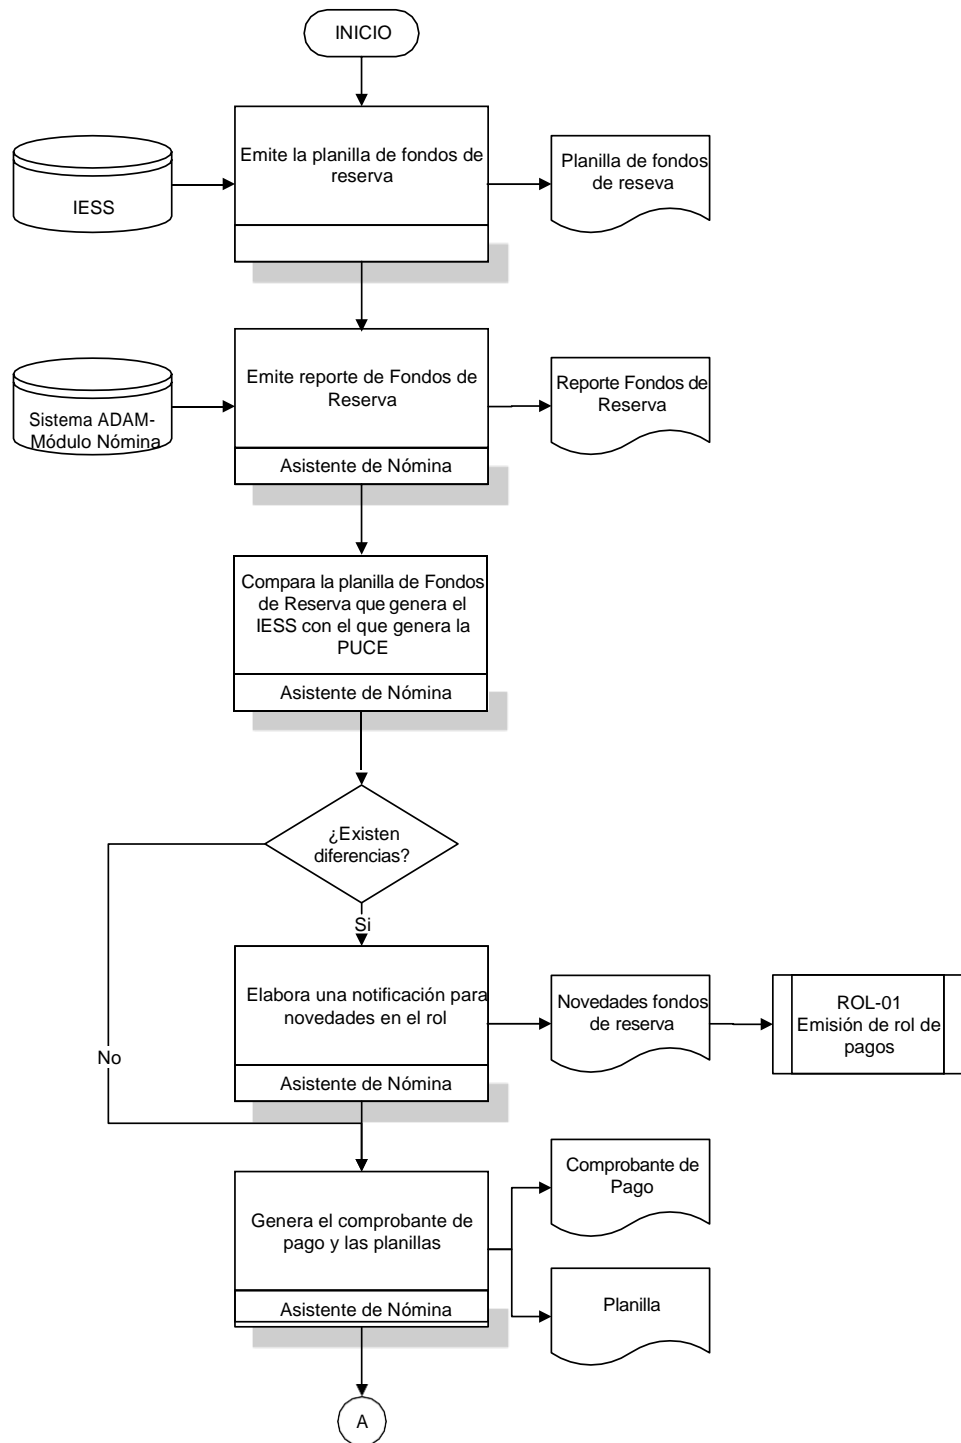 INICIO
Emite la planilla de fondos de
reserva
IESS
Planilla de fondos
de reseva
Emite reporte de Fondos de
Reserva
Asistente de Nómina
Sistema ADAM-
Módulo Nómina
Reporte Fondos de
Reserva
Compara la planilla de Fondos
de Reserva que genera el
IESS con el que genera la
PUCE
Asistente de Nómina
¿Existen
diferencias?
Si
No
Elabora una notificación para
novedades en el rol
Asistente de Nómina
Novedades fondos
de reserva
ROL-01
Emisión de rol de
pagos
Genera el comprobante de
pago y las planillas
Asistente de Nómina
Comprobante de
Pago
Planilla
A